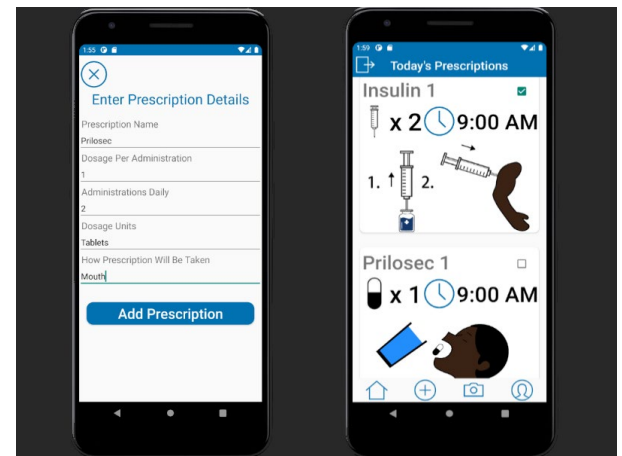 1:55
Enter Prescription Details
Prescription Name
Prilosec
Dosage Per Administration
1
Administrations Daily
2
Dosage Units
Tablets
How Prescription Will Be Taken
Mouth
Add Prescription
1:59
Today's Prescriptions
Insulin 1
x 2 9:00 AM
1. 2.
Prilosec 1
x 1 9:00 AM